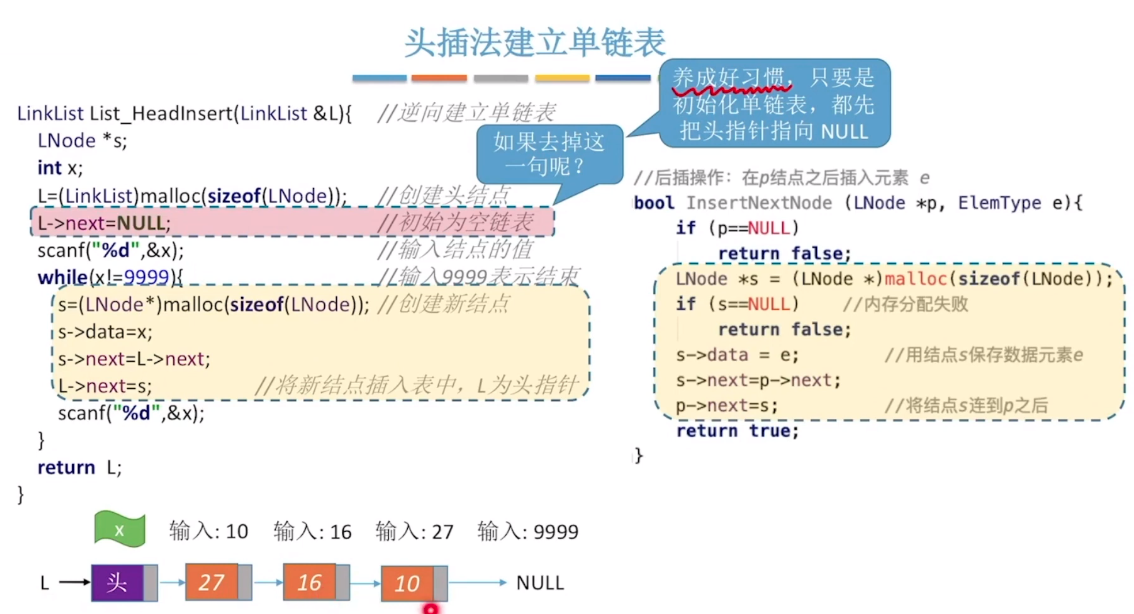 头插法建立单链表
养成好习惯，只要是
初始化单链表，都先
把头指针指向 NULL
如果去掉这
一句呢？
LinkList List_HeadInsert(LinkList &L){ //逆向建立单链表
LNode *s;
int x;
L=(LinkList)malloc(sizeof(LNode)); //创建头结点
L->next=NULL; //初始为空链表
scanf("%d",&x); //输入结点的值
while(x!=9999){ //输入9999表示结束
s=(LNode*)malloc(sizeof(LNode)); //创建新结点
s->data=x;
s->next=L->next;
L->next=s; //将新结点插入表中，L为头指针
scanf("%d",&x);
}
return L;
}
//后插操作：在p结点之后插入元素 e
bool InsertNextNode (LNode *p, ElemType e){
if (p==NULL)
return false;
LNode *s = (LNode *)malloc(sizeof(LNode));
if (s==NULL) //内存分配失败
return false;
s->data = e; //用结点s保存数据元素e
s->next=p->next;
p->next=s; //将结点s连到p之后
return true;
}
x 输入: 10 输入: 16 输入: 27 输入: 9999
L 头 27 16 10 NULL